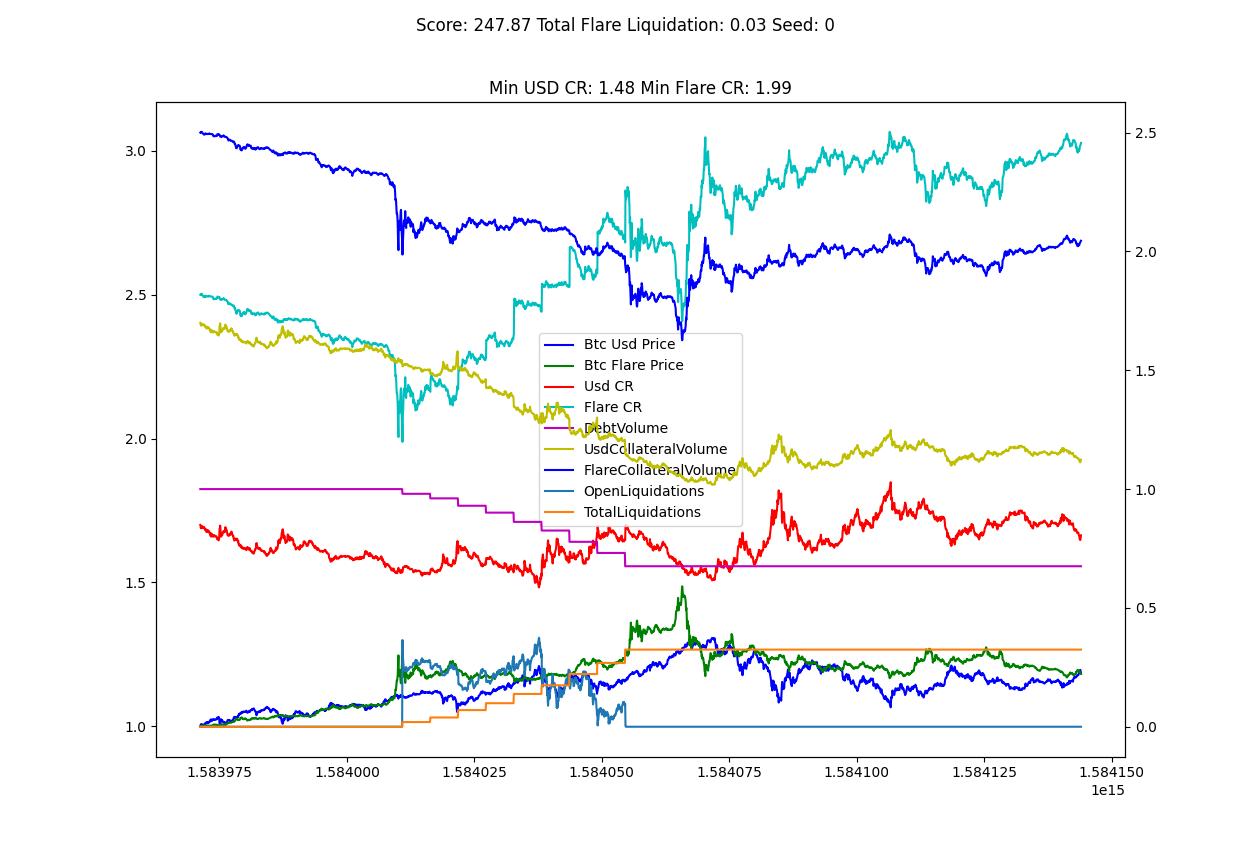 Score: 247.87 Total Flare Liquidation: 0.03 Seed: 0
Min USD CR: 1.48 Min Flare CR: 1.99
3.0
2.5
2.0
1.5
1.0
2.5
2.0
1.5
1.0
0.5
0.0
Btc Usd Price
Btc Flare Price
Usd CR
Flare CR
DebtVolume
UsdCollateralVolume
FlareCollateralVolume
OpenLiquidations
TotalLiquidations
1.583975 1.584000 1.584025 1.584050 1.584075 1.584100 1.584125 1.584150
1e15